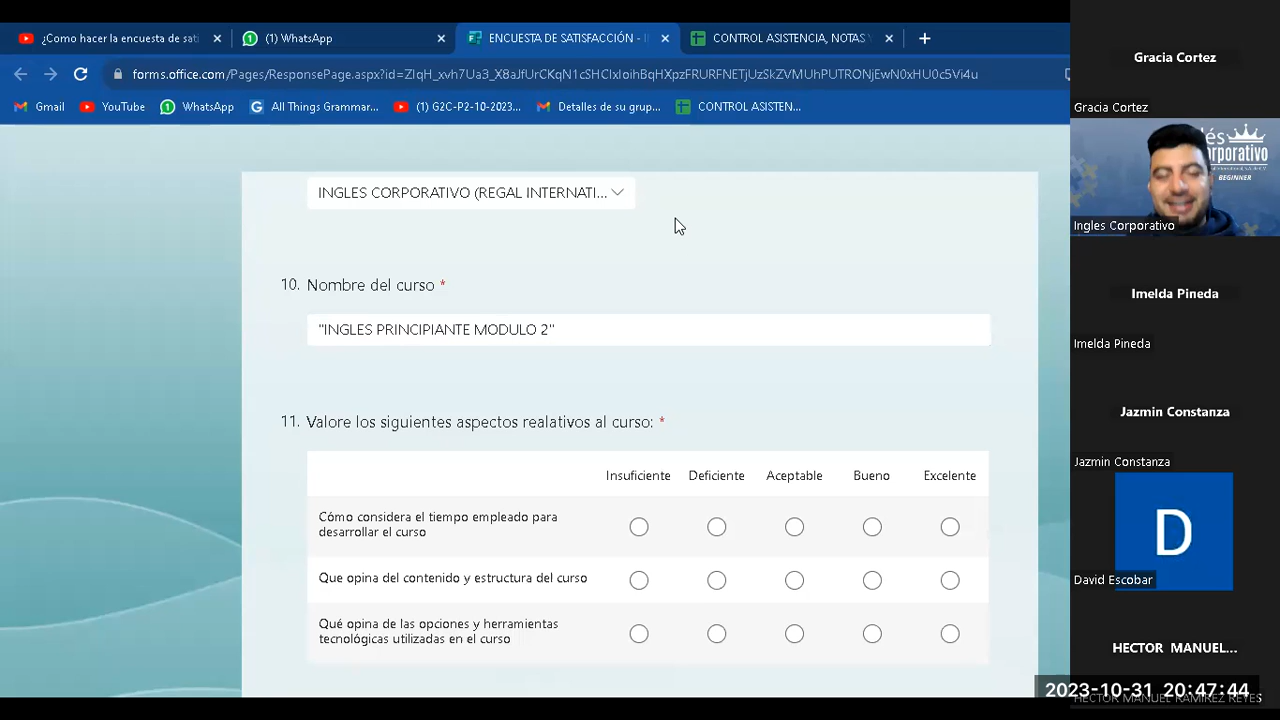 ¿Como hacer la encuesta de sati
(1) WhatsApp
ENCUESTA DE SATISFACCIÓN - I
CONTROL ASISTENCIA, NOTAS Y
forms.office.com/Pages/ResponsePage.aspx?id=ZIqH_xvh7Ua3_X8aJfUrCKqN1cSHClxIoihBqHXpzFRURFNETjUzSkZVMUhPUTRONjEwN0xHU0c5Vi4u
Gmail
YouTube
WhatsApp
All Things Grammar...
(1) G2C-P2-10-2023...
Detalles de su grup...
CONTROL ASISTEN...
INGLES CORPORATIVO (REGAL INTERNATI...
10. Nombre del curso *
"INGLES PRINCIPIANTE MODULO 2"
11. Valore los siguientes aspectos realativos al curso: *
Insuficiente Deficiente Aceptable Bueno Excelente
Cómo considera el tiempo empleado para
desarrollar el curso
Que opina del contenido y estructura del curso
Qué opina de las opciones y herramientas
tecnológicas utilizadas en el curso
Gracia Cortez
Gracia Cortez
BEGINNER
Ingles Corporativo
Imelda Pineda
Imelda Pineda
Jazmin Constanza
Jazmin Constanza
D
David Escobar
HECTOR MANUEL...
2023-10-31 20:47:44
HECTOR MANUEL RAMIREZ REYES